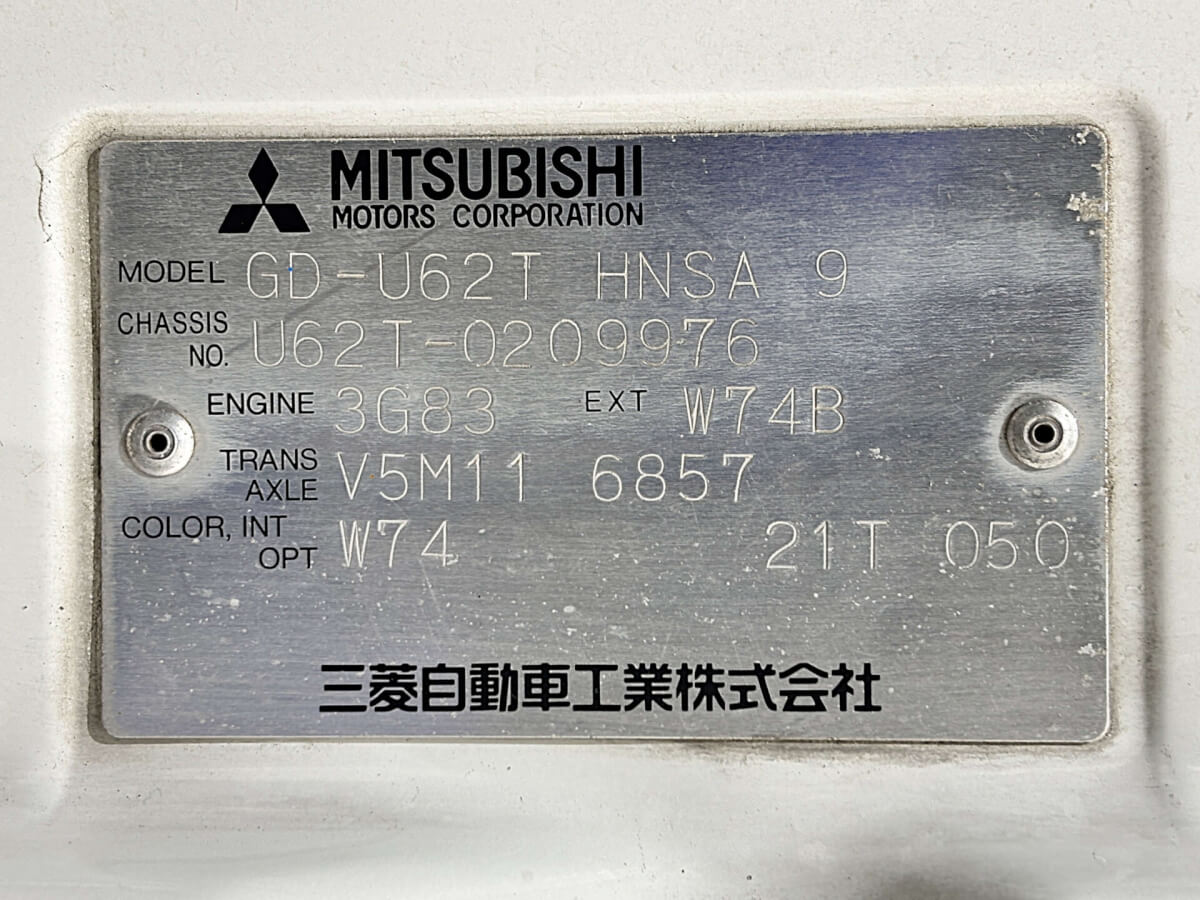 MITSUBISHI
MOTORS CORPORATION
MODEL GD-U62T HNSA 9
CHASSIS NO. U62T-0209976
ENGINE 3G83 EXT W74B
TRANS AXLE V5M11 6857
COLOR, INT OPT W74 21T 050
三菱自動車工業株式会社